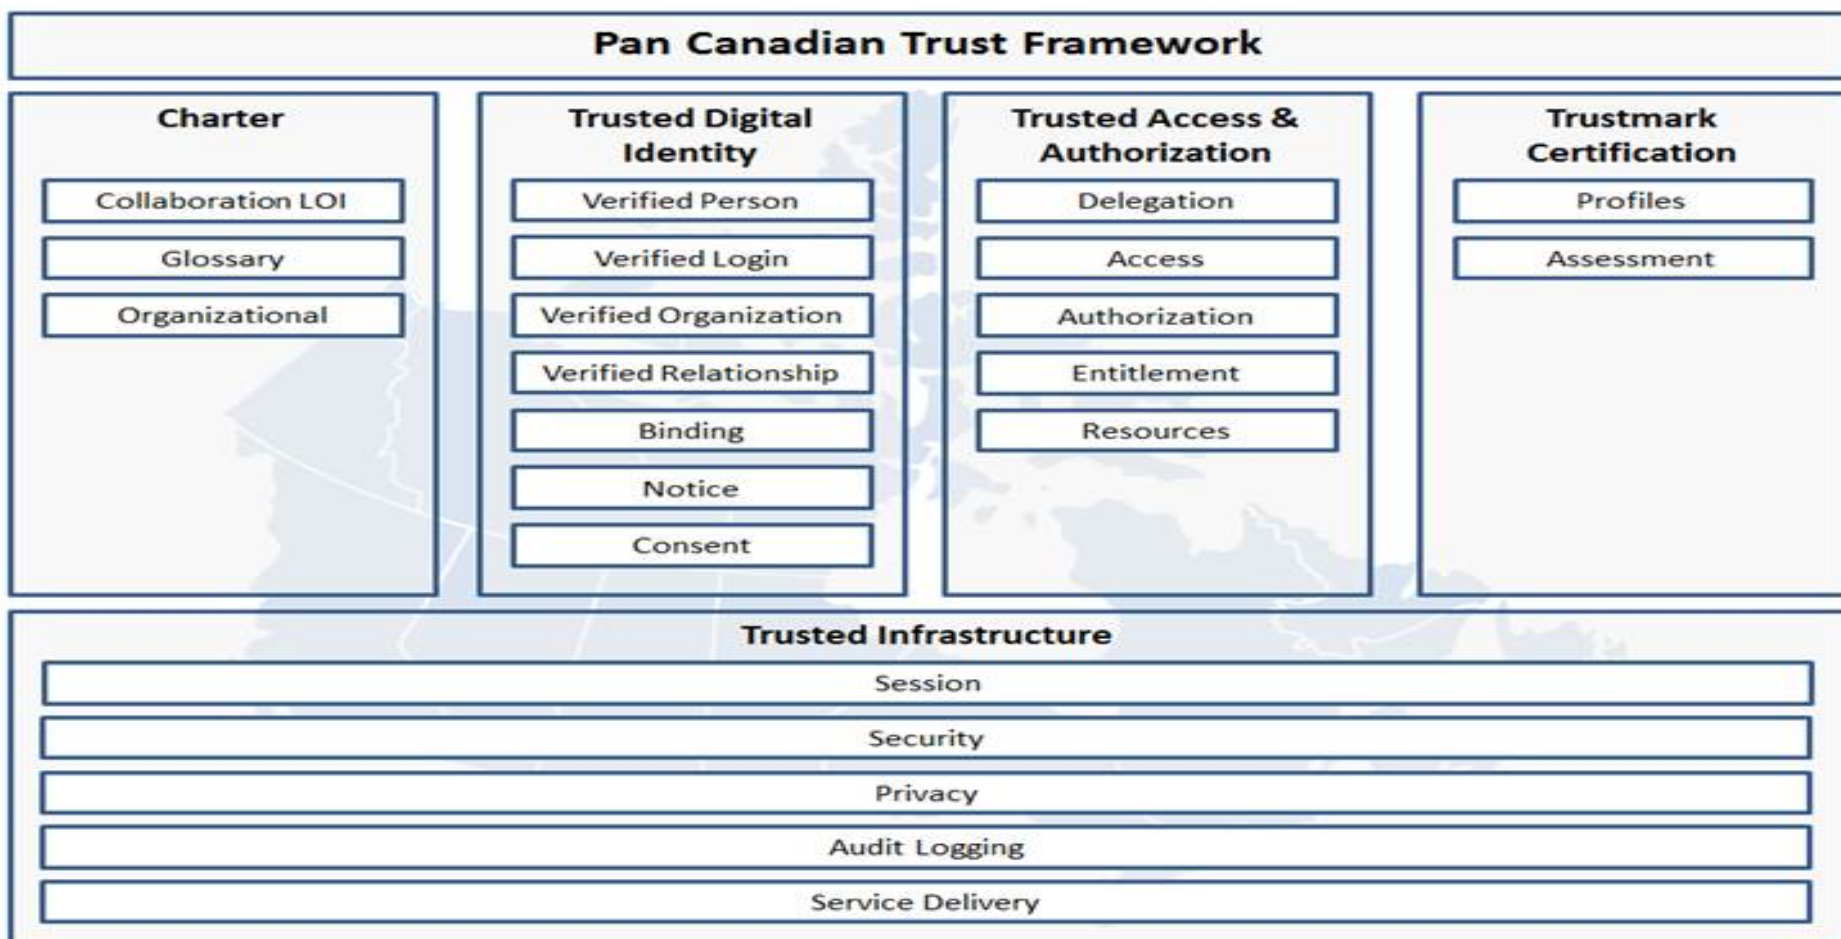 Pan Canadian Trust Framework
Charter
Collaboration LOI
Glossary
Organizational
Trusted Digital
Identity
Verified Person
Verified Login
Verified Organization
Verified Relationship
Binding
Notice
Consent
Trusted Access &
Authorization
Delegation
Access
Authorization
Entitlement
Resources
Trustmark
Certification
Profiles
Assessment
Trusted Infrastructure
Session
Security
Privacy
Audit Logging
Service Delivery